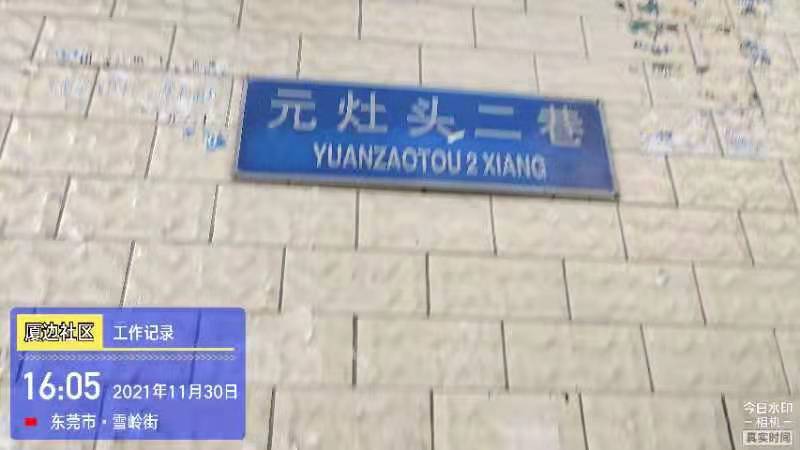 元灶头二巷
YUANZAOTOU 2 XIANG
厦边社区 工作记录
16:05 2021年11月30日
东莞市·雪岭街
今日水印
-相机-
真实时间